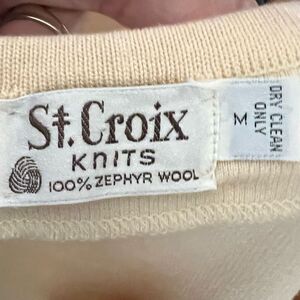 St. Croix
KNITS
100% ZEPHYR WOOL
M
DRY CLEAN
ONLY